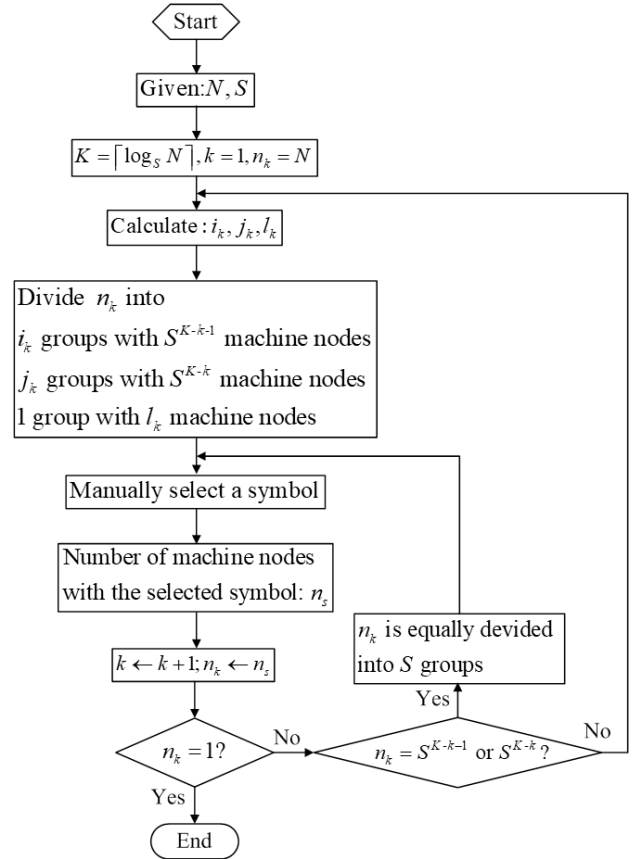 Start
Given:N, S
K = ⌈log_S N⌉, k = 1, n_k = N
Calculate: i_k, j_k, l_k
Divide n_k into
i_k groups with S^{K-k-1} machine nodes
j_k groups with S^{K-k} machine nodes
1 group with l_k machine nodes
Manually select a symbol
Number of machine nodes
with the selected symbol: n_s
n_k is equally devided
into S groups
k ← k+1; n_k ← n_s
Yes
n_k = 1?
No
n_k = S^{K-k-1} or S^{K-k}?
No
Yes
End